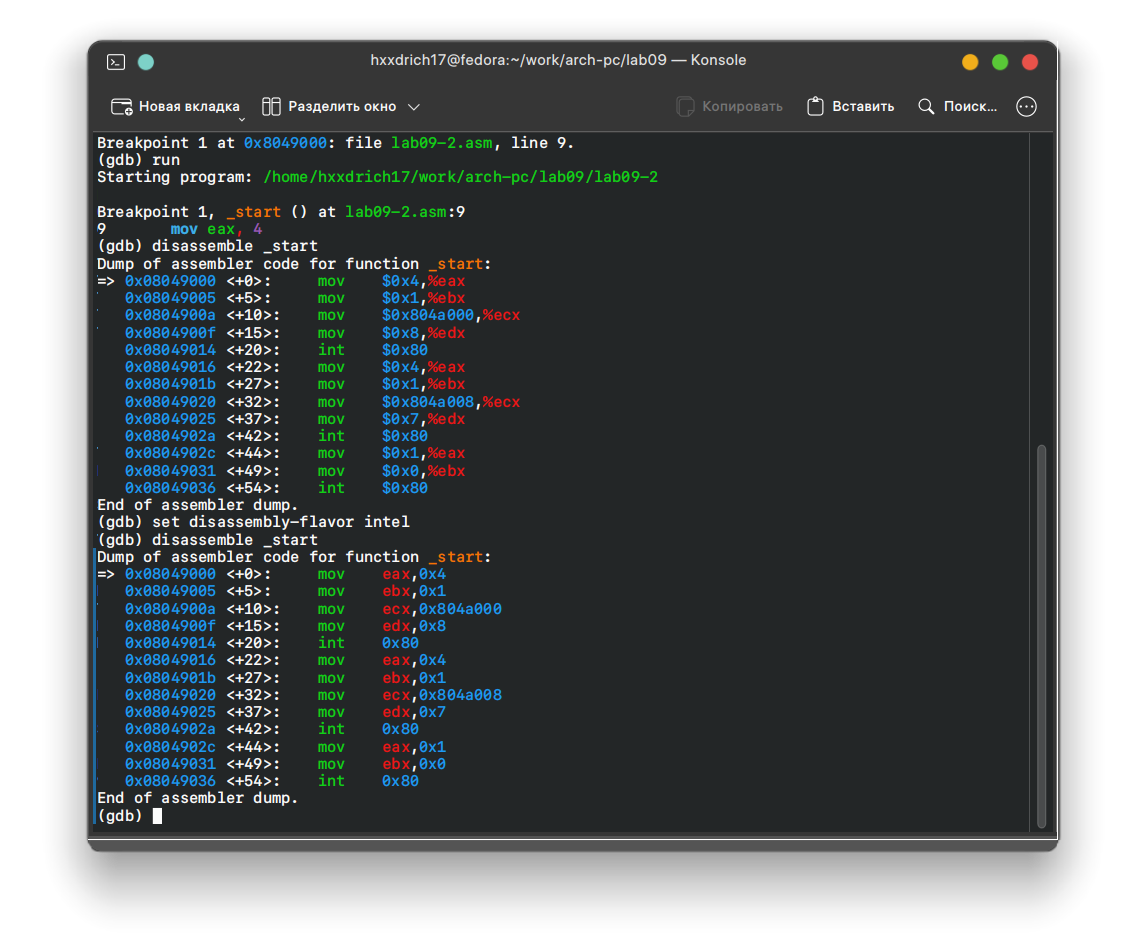 hxxdrich17@fedora:~/work/arch-pc/lab09 — Konsole
Новая вкладка Разделить окно Копировать Вставить Поиск...
Breakpoint 1 at 0x8049000: file lab09-2.asm, line 9.
(gdb) run
Starting program: /home/hxxdrich17/work/arch-pc/lab09/lab09-2
Breakpoint 1, _start () at lab09-2.asm:9
9 mov eax, 4
(gdb) disassemble _start
Dump of assembler code for function _start:
=> 0x08049000 <+0>: mov $0x4,%eax
0x08049005 <+5>: mov $0x1,%ebx
0x0804900a <+10>: mov $0x804a000,%ecx
0x0804900f <+15>: mov $0x8,%edx
0x08049014 <+20>: int $0x80
0x08049016 <+22>: mov $0x4,%eax
0x0804901b <+27>: mov $0x1,%ebx
0x08049020 <+32>: mov $0x804a008,%ecx
0x08049025 <+37>: mov $0x7,%edx
0x0804902a <+42>: int $0x80
0x0804902c <+44>: mov $0x1,%eax
0x08049031 <+49>: mov $0x0,%ebx
0x08049036 <+54>: int $0x80
End of assembler dump.
(gdb) set disassembly-flavor intel
(gdb) disassemble _start
Dump of assembler code for function _start:
=> 0x08049000 <+0>: mov eax,0x4
0x08049005 <+5>: mov ebx,0x1
0x0804900a <+10>: mov ecx,0x804a000
0x0804900f <+15>: mov edx,0x8
0x08049014 <+20>: int 0x80
0x08049016 <+22>: mov eax,0x4
0x0804901b <+27>: mov ebx,0x1
0x08049020 <+32>: mov ecx,0x804a008
0x08049025 <+37>: mov edx,0x7
0x0804902a <+42>: int 0x80
0x0804902c <+44>: mov eax,0x1
0x08049031 <+49>: mov ebx,0x0
0x08049036 <+54>: int 0x80
End of assembler dump.
(gdb)